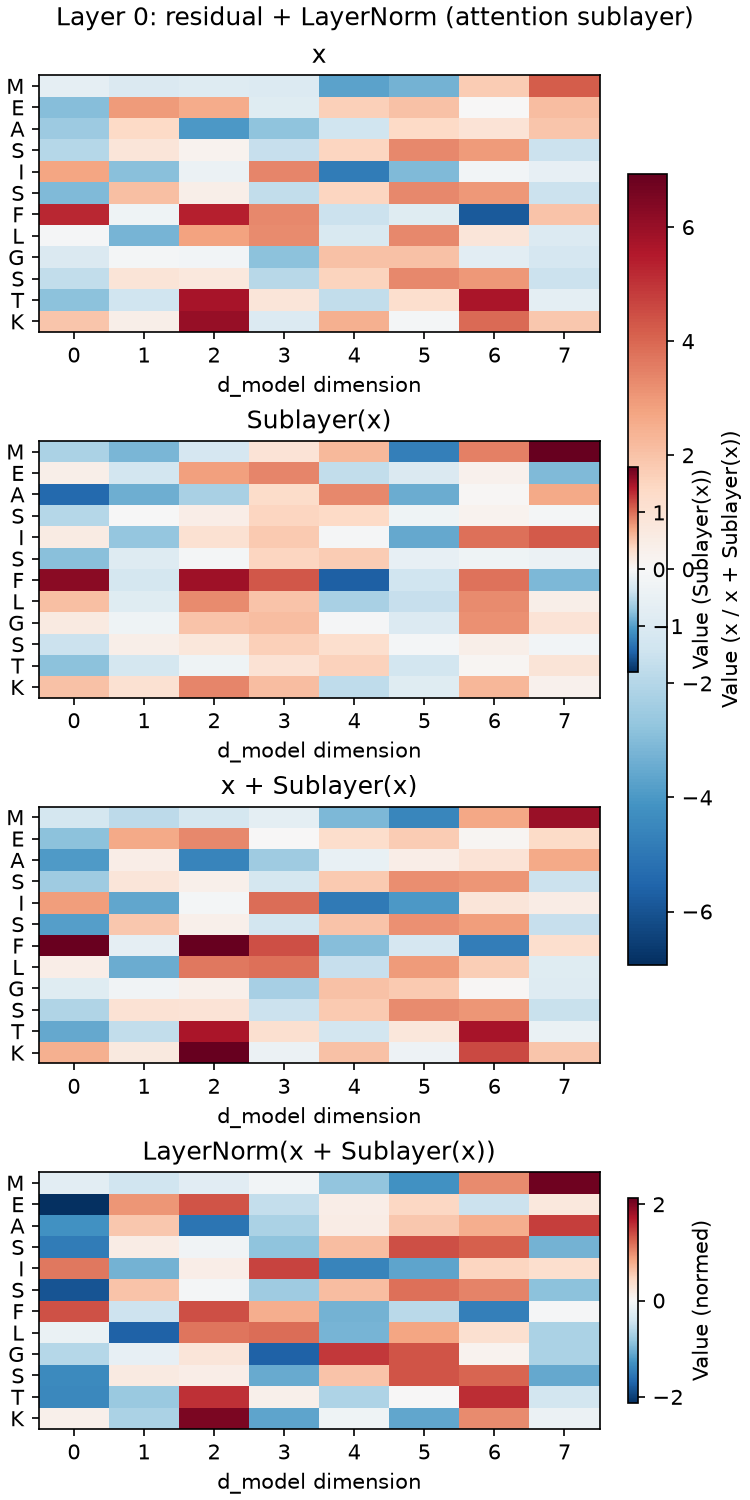 Layer 0: residual + LayerNorm (attention sublayer)
x
M
E
A
S
I
S
F
L
G
S
T
K
0 1 2 3 4 5 6 7
d_model dimension
Sublayer(x)
M
E
A
S
I
S
F
L
G
S
T
K
0 1 2 3 4 5 6 7
d_model dimension
x + Sublayer(x)
M
E
A
S
I
S
F
L
G
S
T
K
0 1 2 3 4 5 6 7
d_model dimension
LayerNorm(x + Sublayer(x))
M
E
A
S
I
S
F
L
G
S
T
K
0 1 2 3 4 5 6 7
d_model dimension
6
4
2
0
−2
−4
−6
Value (x / x + Sublayer(x))
1
0
−1
Value (Sublayer(x))
2
0
−2
Value (normed)